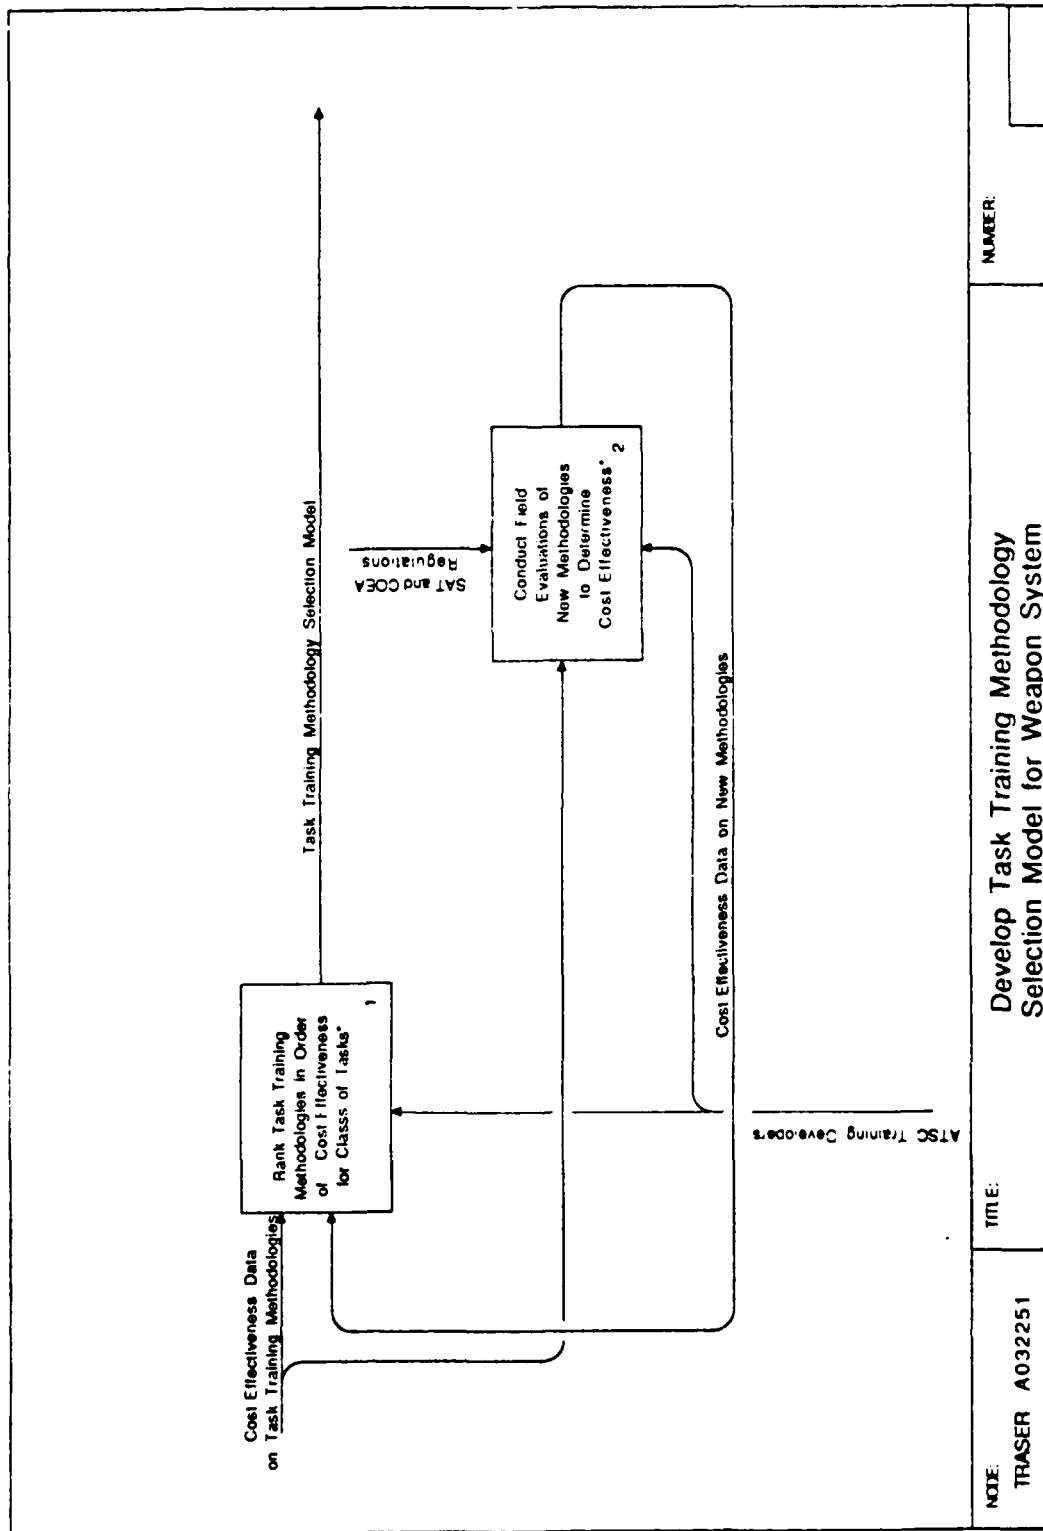 Cost Effectiveness Data
on Task Training Methodologies
Rank Task Training
Methodologies in Order
of Cost Effectiveness
for Classs of Tasks*
1
Task Training Methodology Selection Model
SAT and COEA
Regulations
Conduct Field
Evaluations of
New Methodologies
to Determine
Cost Effectiveness*
2
Cost Effectiveness Data on New Methodologies
ATSC Training Developers
NODE:
TRASER A032251
TITLE:
Develop Task Training Methodology
Selection Model for Weapon System
NUMBER: